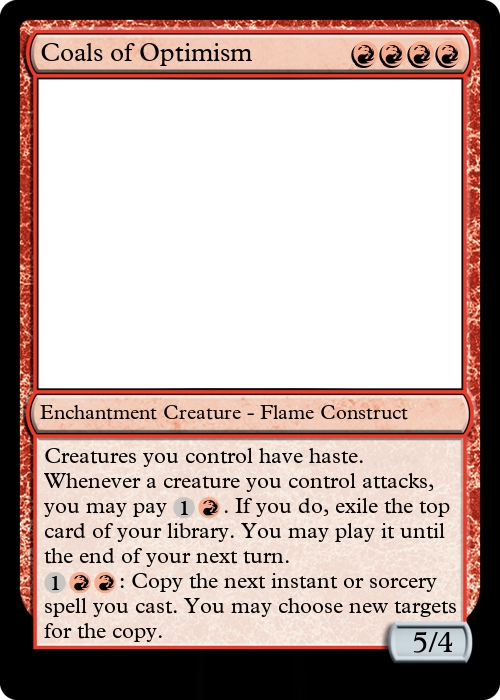 Coals of Optimism
Enchantment Creature - Flame Construct
Creatures you control have haste.
Whenever a creature you control attacks,
you may pay 1 . If you do, exile the top
card of your library. You may play it until
the end of your next turn.
1 : Copy the next instant or sorcery
spell you cast. You may choose new targets
for the copy.
5/4